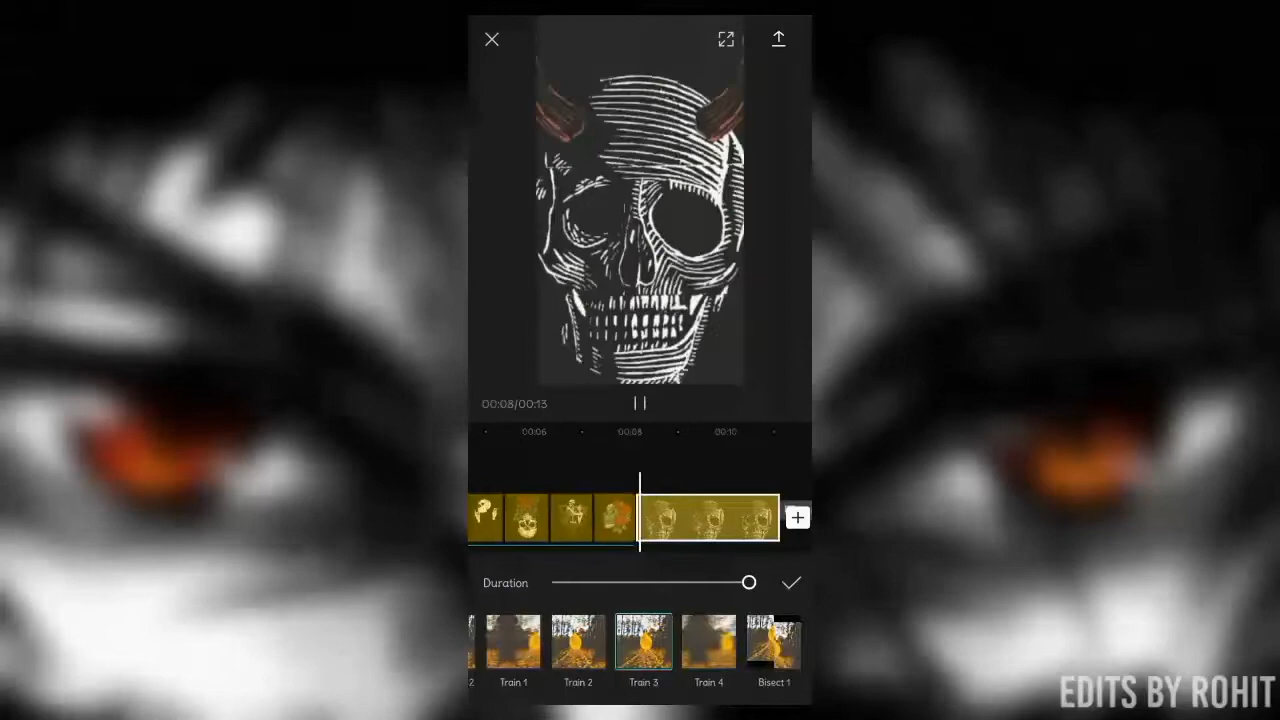 00:08/00:13
00:06 00:08 00:10
Duration
2 Train 1 Train 2 Train 3 Train 4 Bisect 1
EDITS BY ROHIT